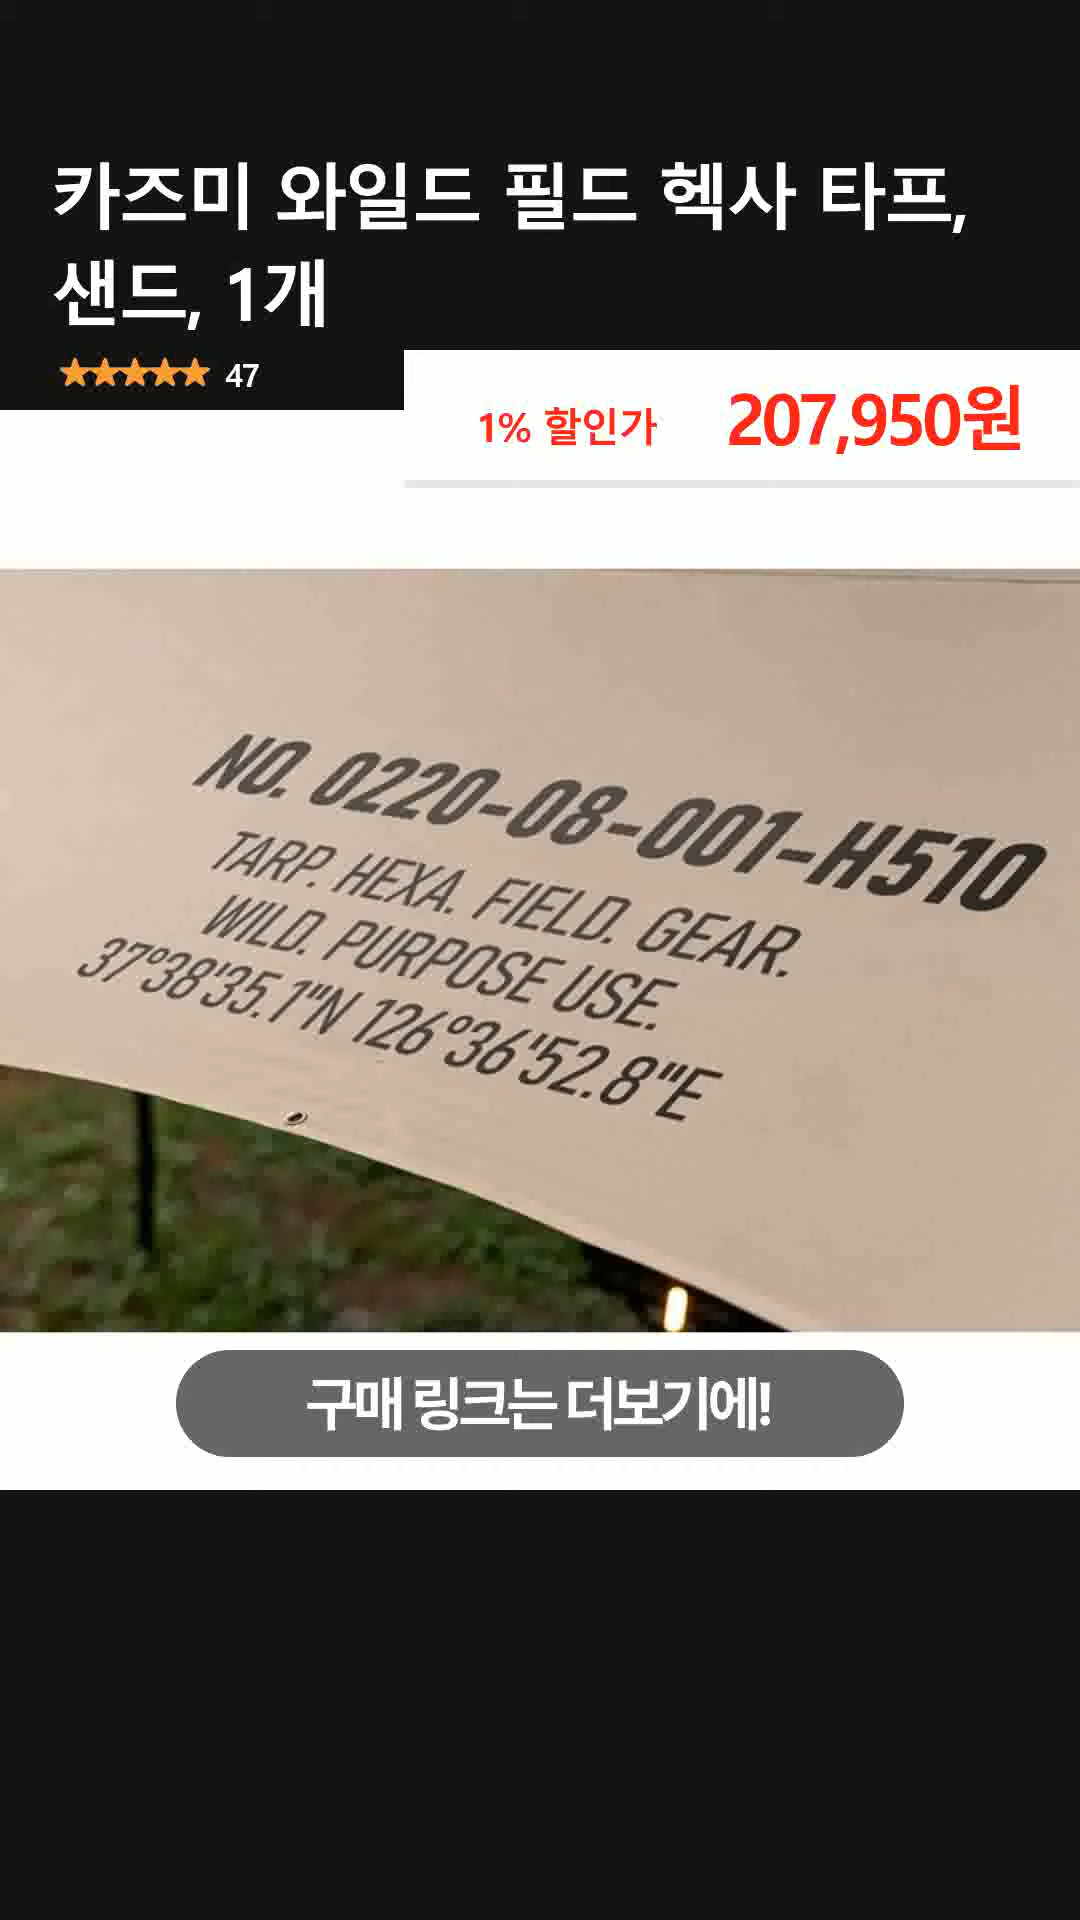 카즈미 와일드 필드 헥사 타프,
샌드, 1개
47
1% 할인가 207,950원
NO. 0220-08-001-H510
TARP. HEXA. FIELD. GEAR.
WILD. PURPOSE USE.
37°38'35.1"N 126°36'52.8"E
구매 링크는 더보기에!